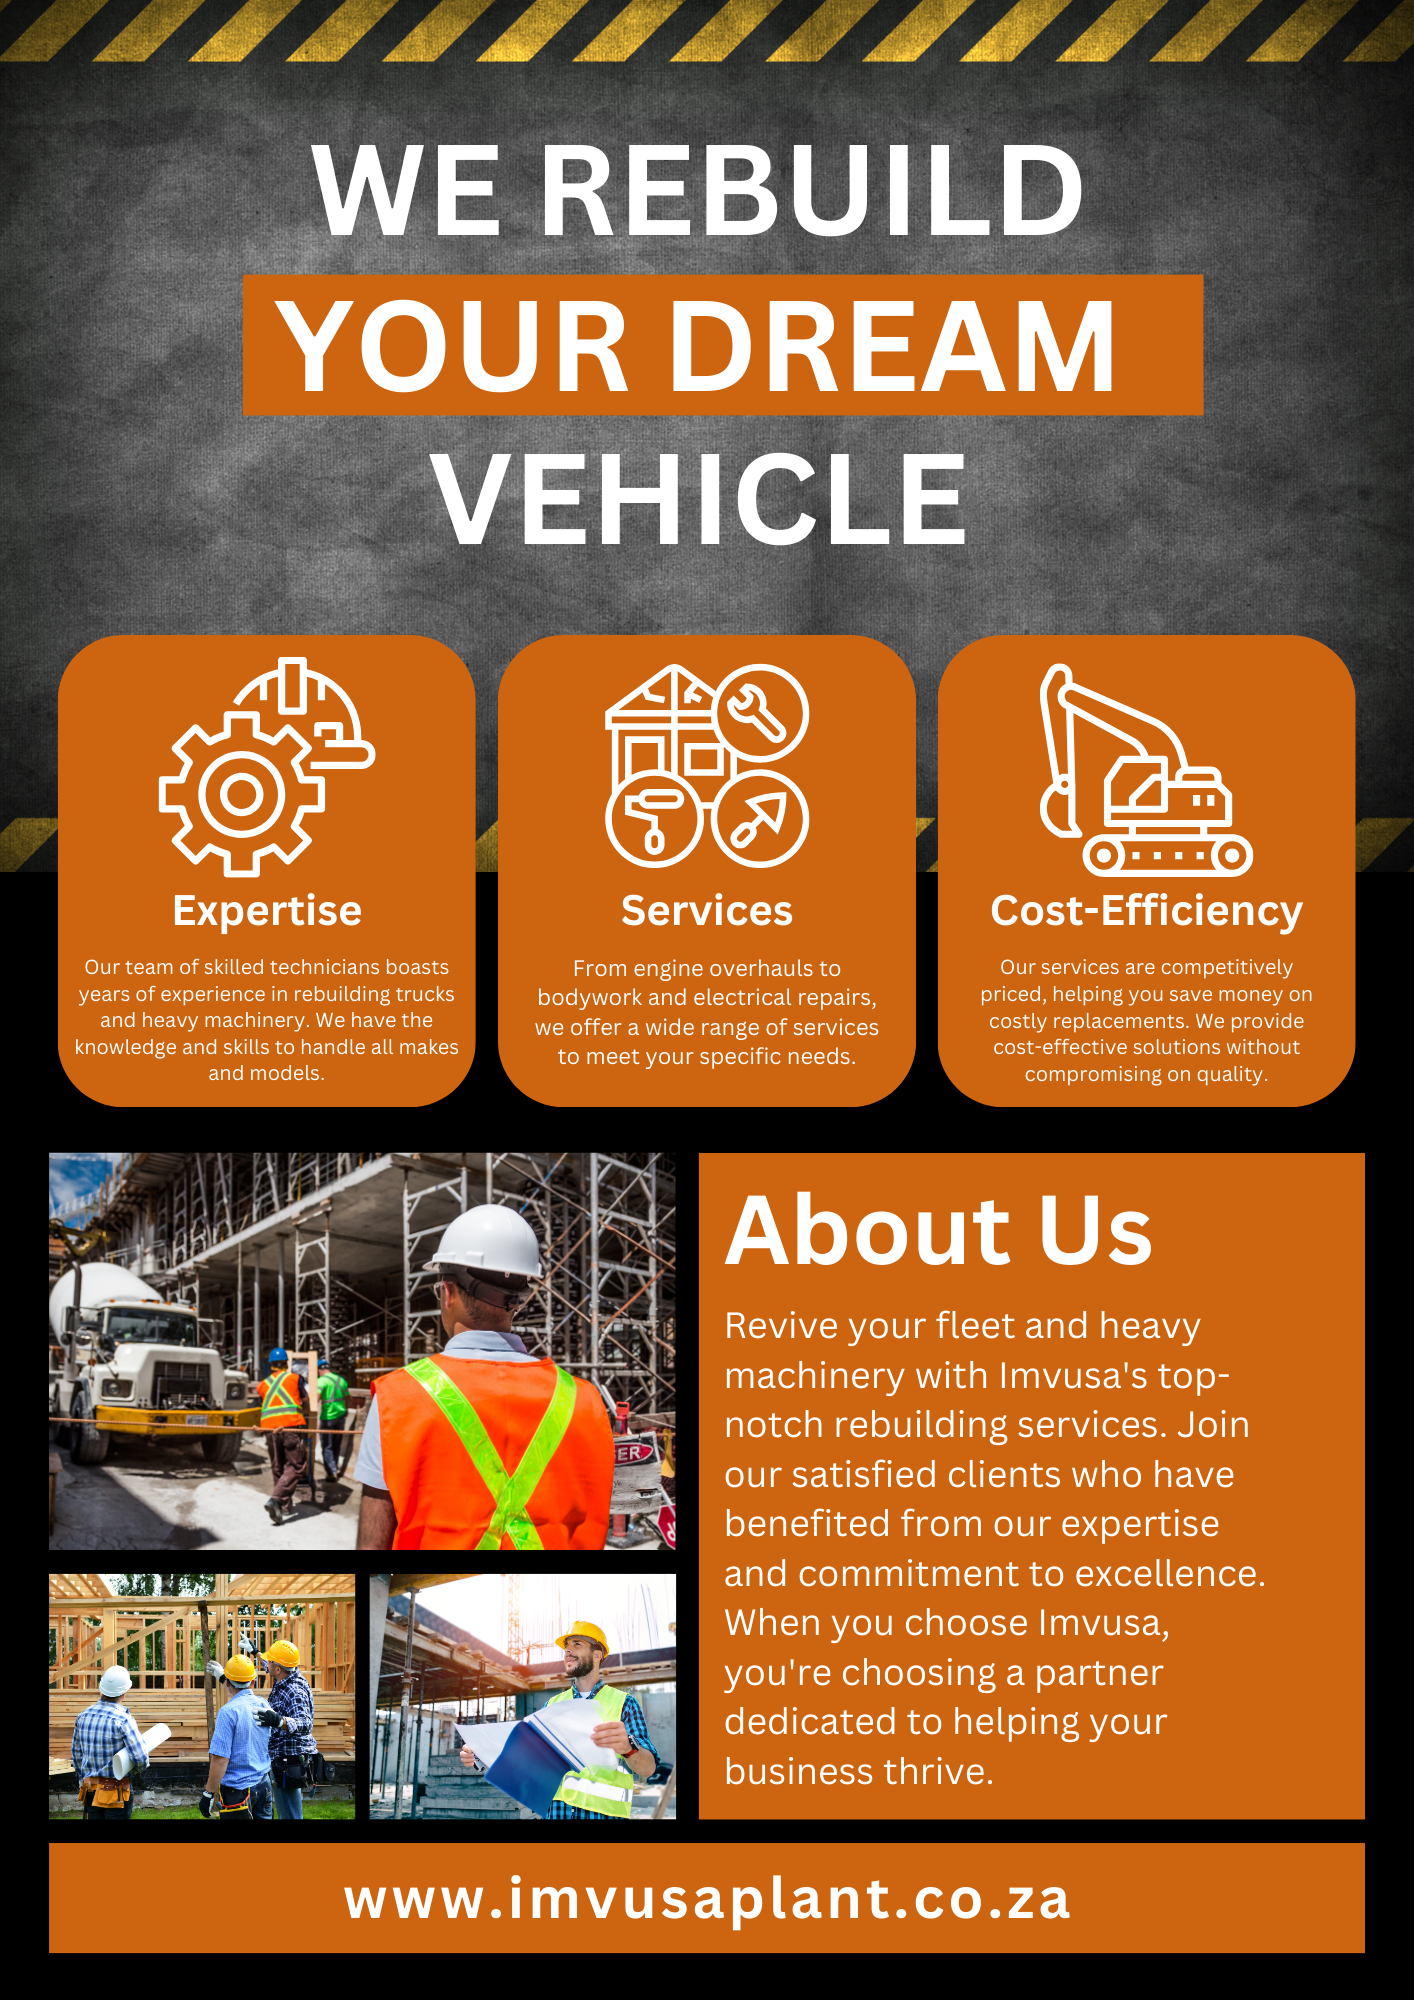 WE REBUILD
YOUR DREAM
VEHICLE
Expertise
Our team of skilled technicians boasts
years of experience in rebuilding trucks
and heavy machinery. We have the
knowledge and skills to handle all makes
and models.
Services
From engine overhauls to
bodywork and electrical repairs,
we offer a wide range of services
to meet your specific needs.
Cost-Efficiency
Our services are competitively
priced, helping you save money on
costly replacements. We provide
cost-effective solutions without
compromising on quality.
About Us
Revive your fleet and heavy
machinery with Imvusa's top-
notch rebuilding services. Join
our satisfied clients who have
benefited from our expertise
and commitment to excellence.
When you choose Imvusa,
you're choosing a partner
dedicated to helping your
business thrive.
www.imvusaplant.co.za